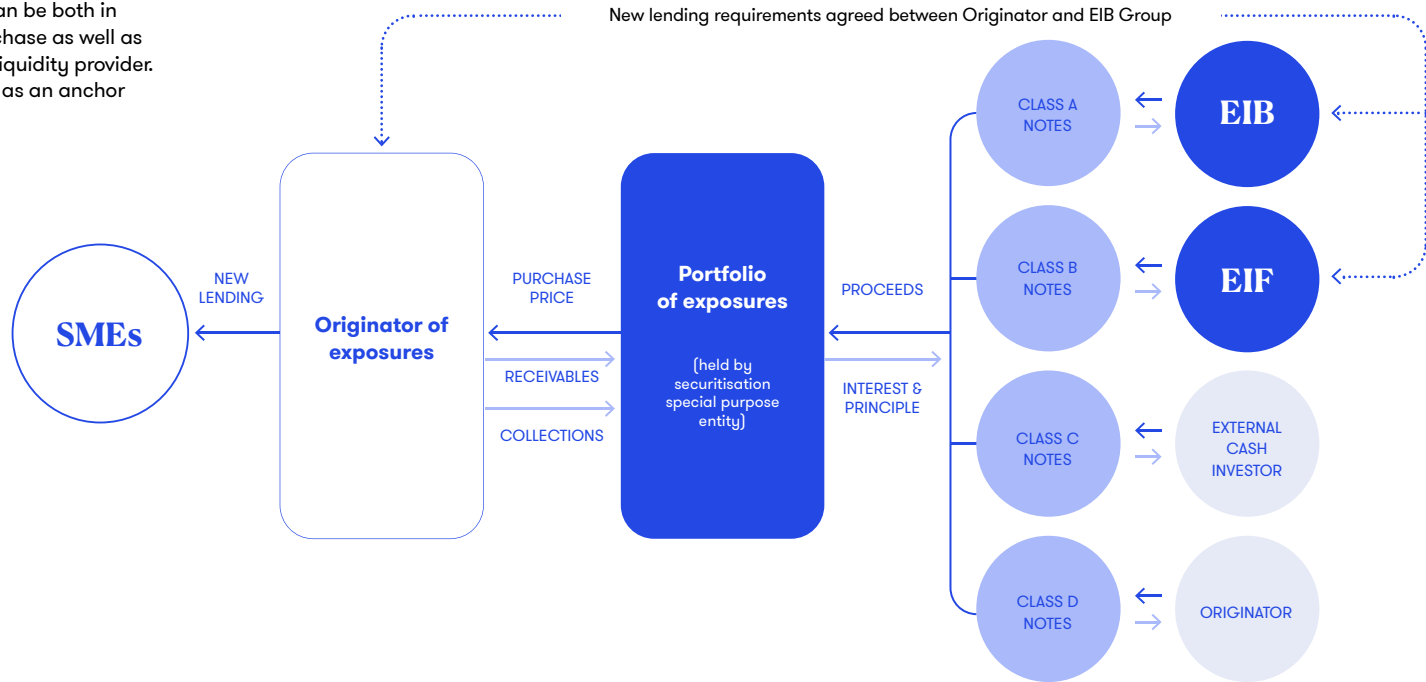 an be both in
chase as well as
iquidity provider.
as an anchor
New lending requirements agreed between Originator and EIB Group
SMEs
NEW
LENDING
Originator of
exposures
PURCHASE
PRICE
RECEIVABLES
COLLECTIONS
Portfolio
of exposures
(held by
securitisation
special purpose
entity)
PROCEEDS
INTEREST &
PRINCIPLE
CLASS A
NOTES
EIB
CLASS B
NOTES
EIF
CLASS C
NOTES
EXTERNAL
CASH
INVESTOR
CLASS D
NOTES
ORIGINATOR